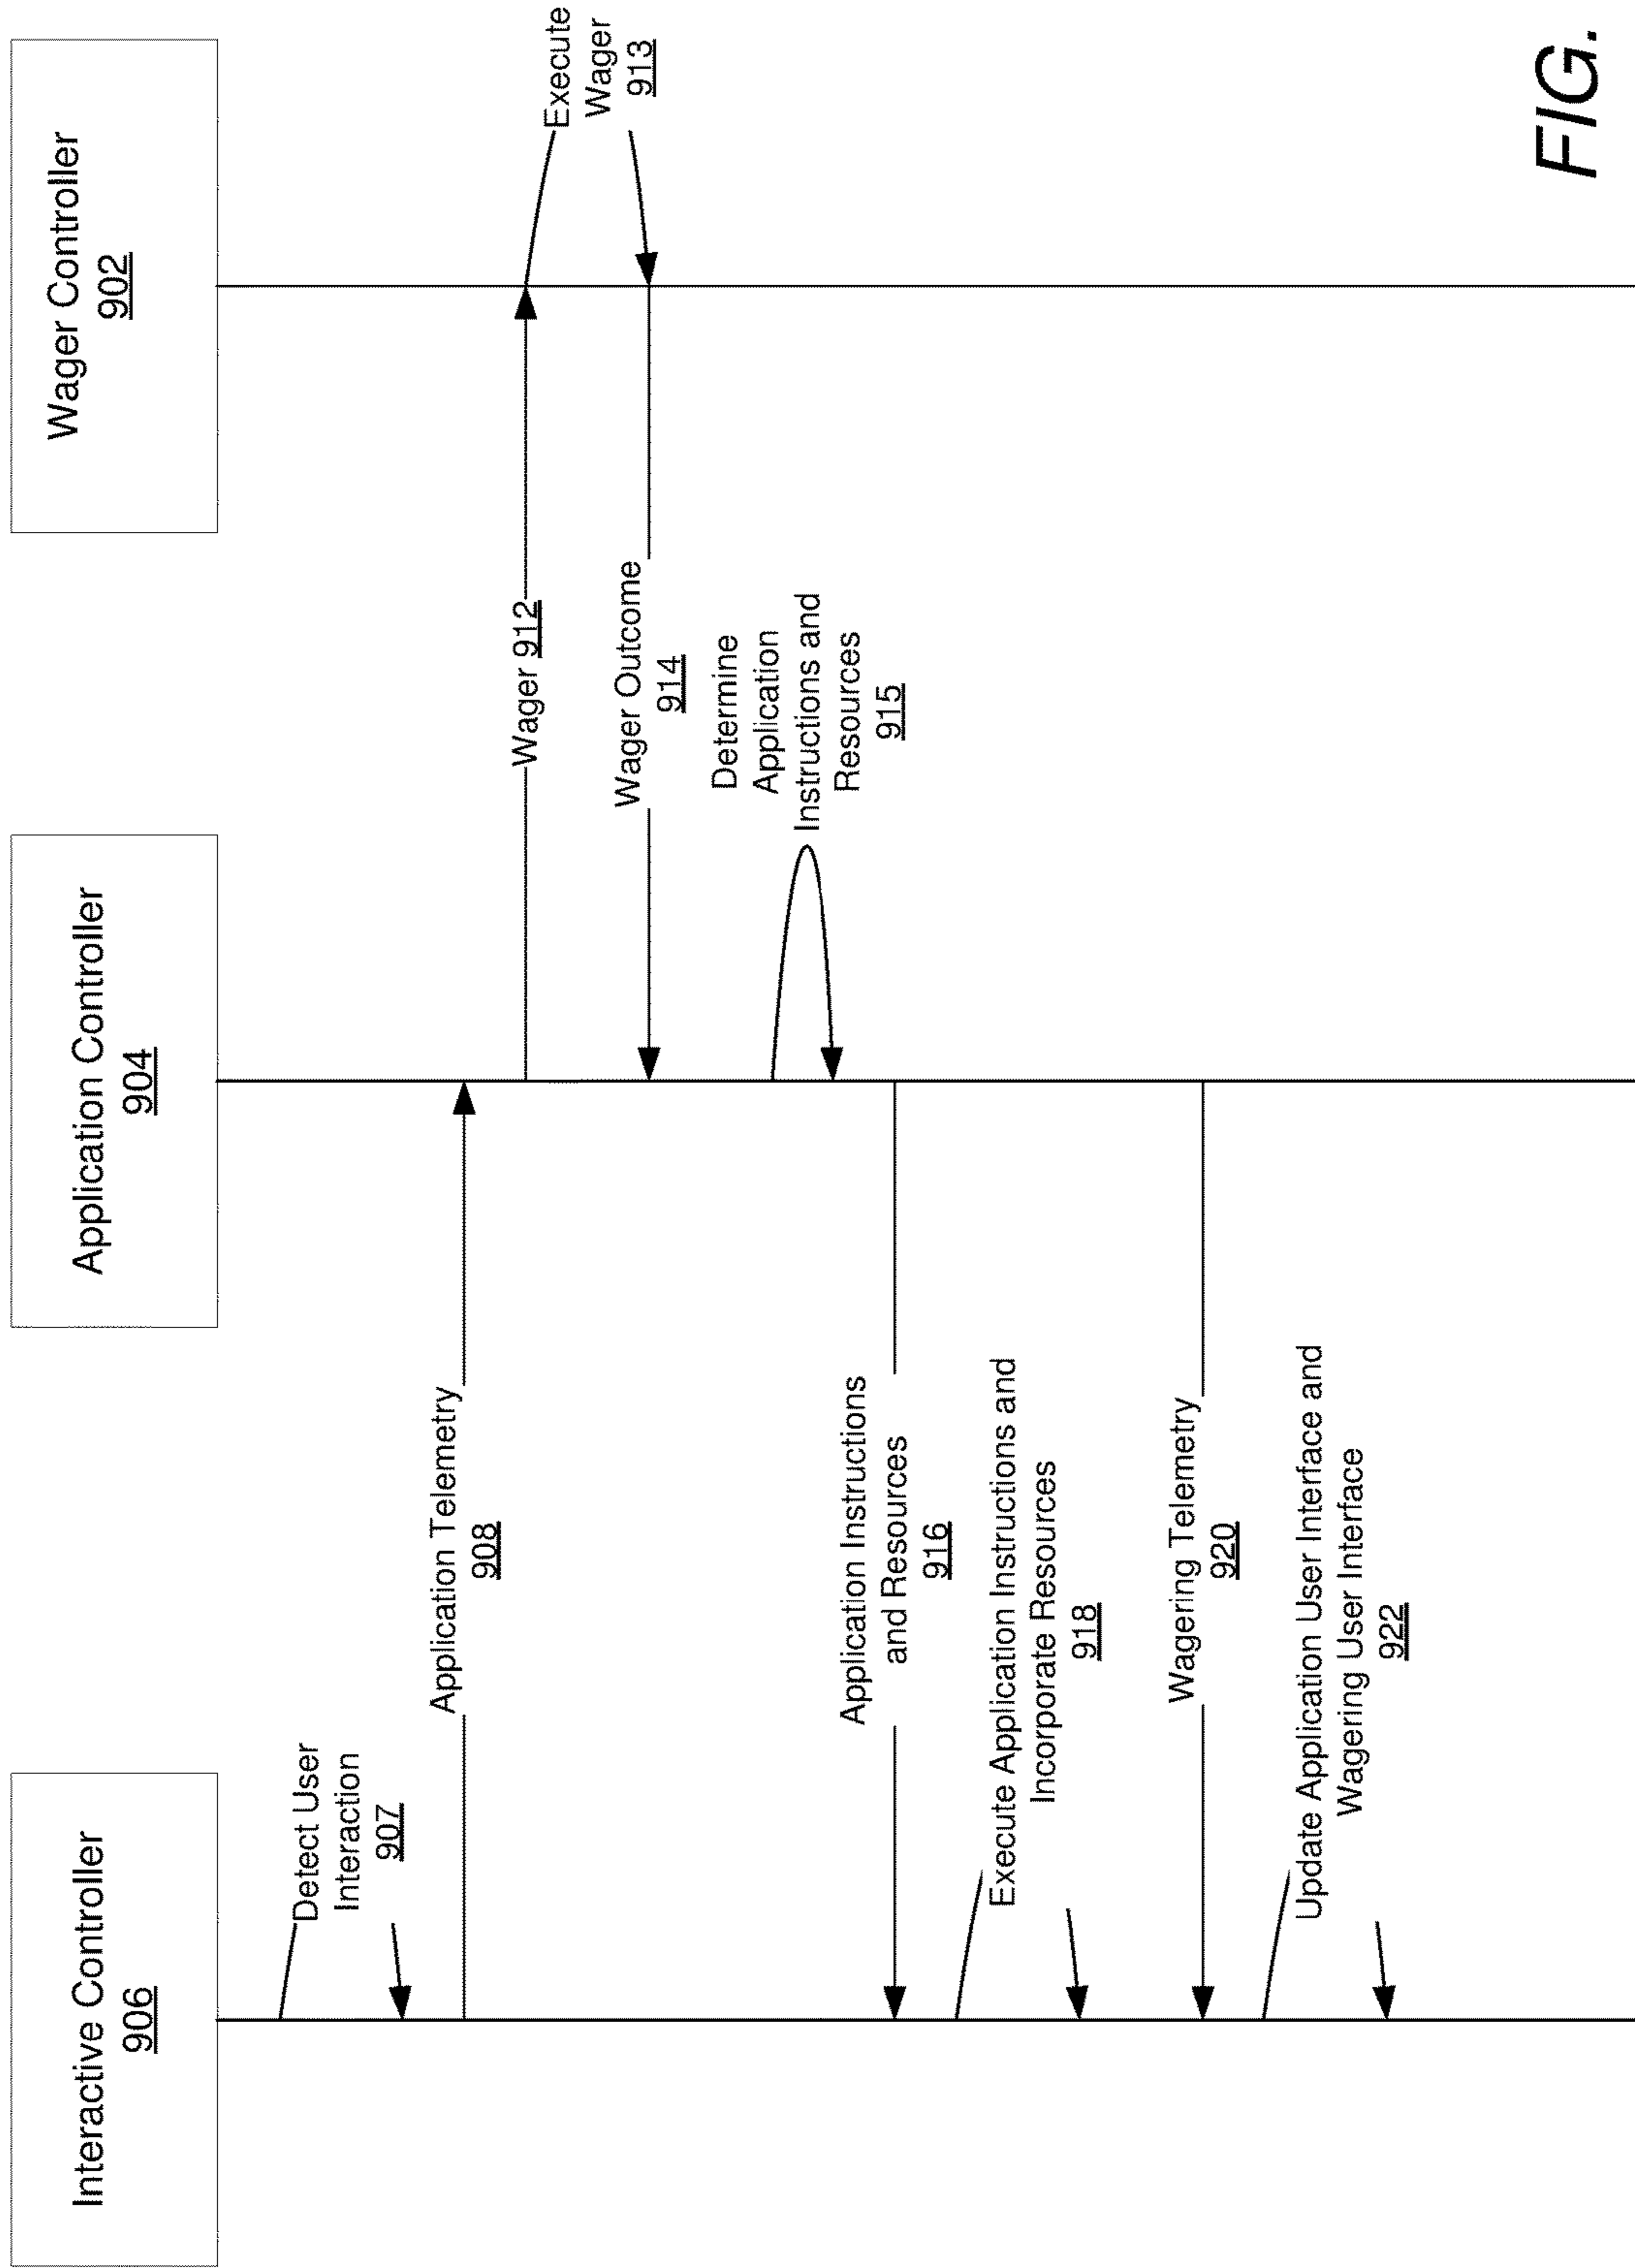 Interactive Controller
906
Application Controller
904
Wager Controller
902
Detect User
Interaction
907
Application Telemetry
908
Wager 912
Execute
Wager
913
Wager Outcome
914
Determine
Application
Instructions and
Resources
915
Application Instructions
and Resources
916
Execute Application Instructions and
Incorporate Resources
918
Wagering Telemetry
920
Update Application User Interface and
Wagering User Interface
922
FIG.